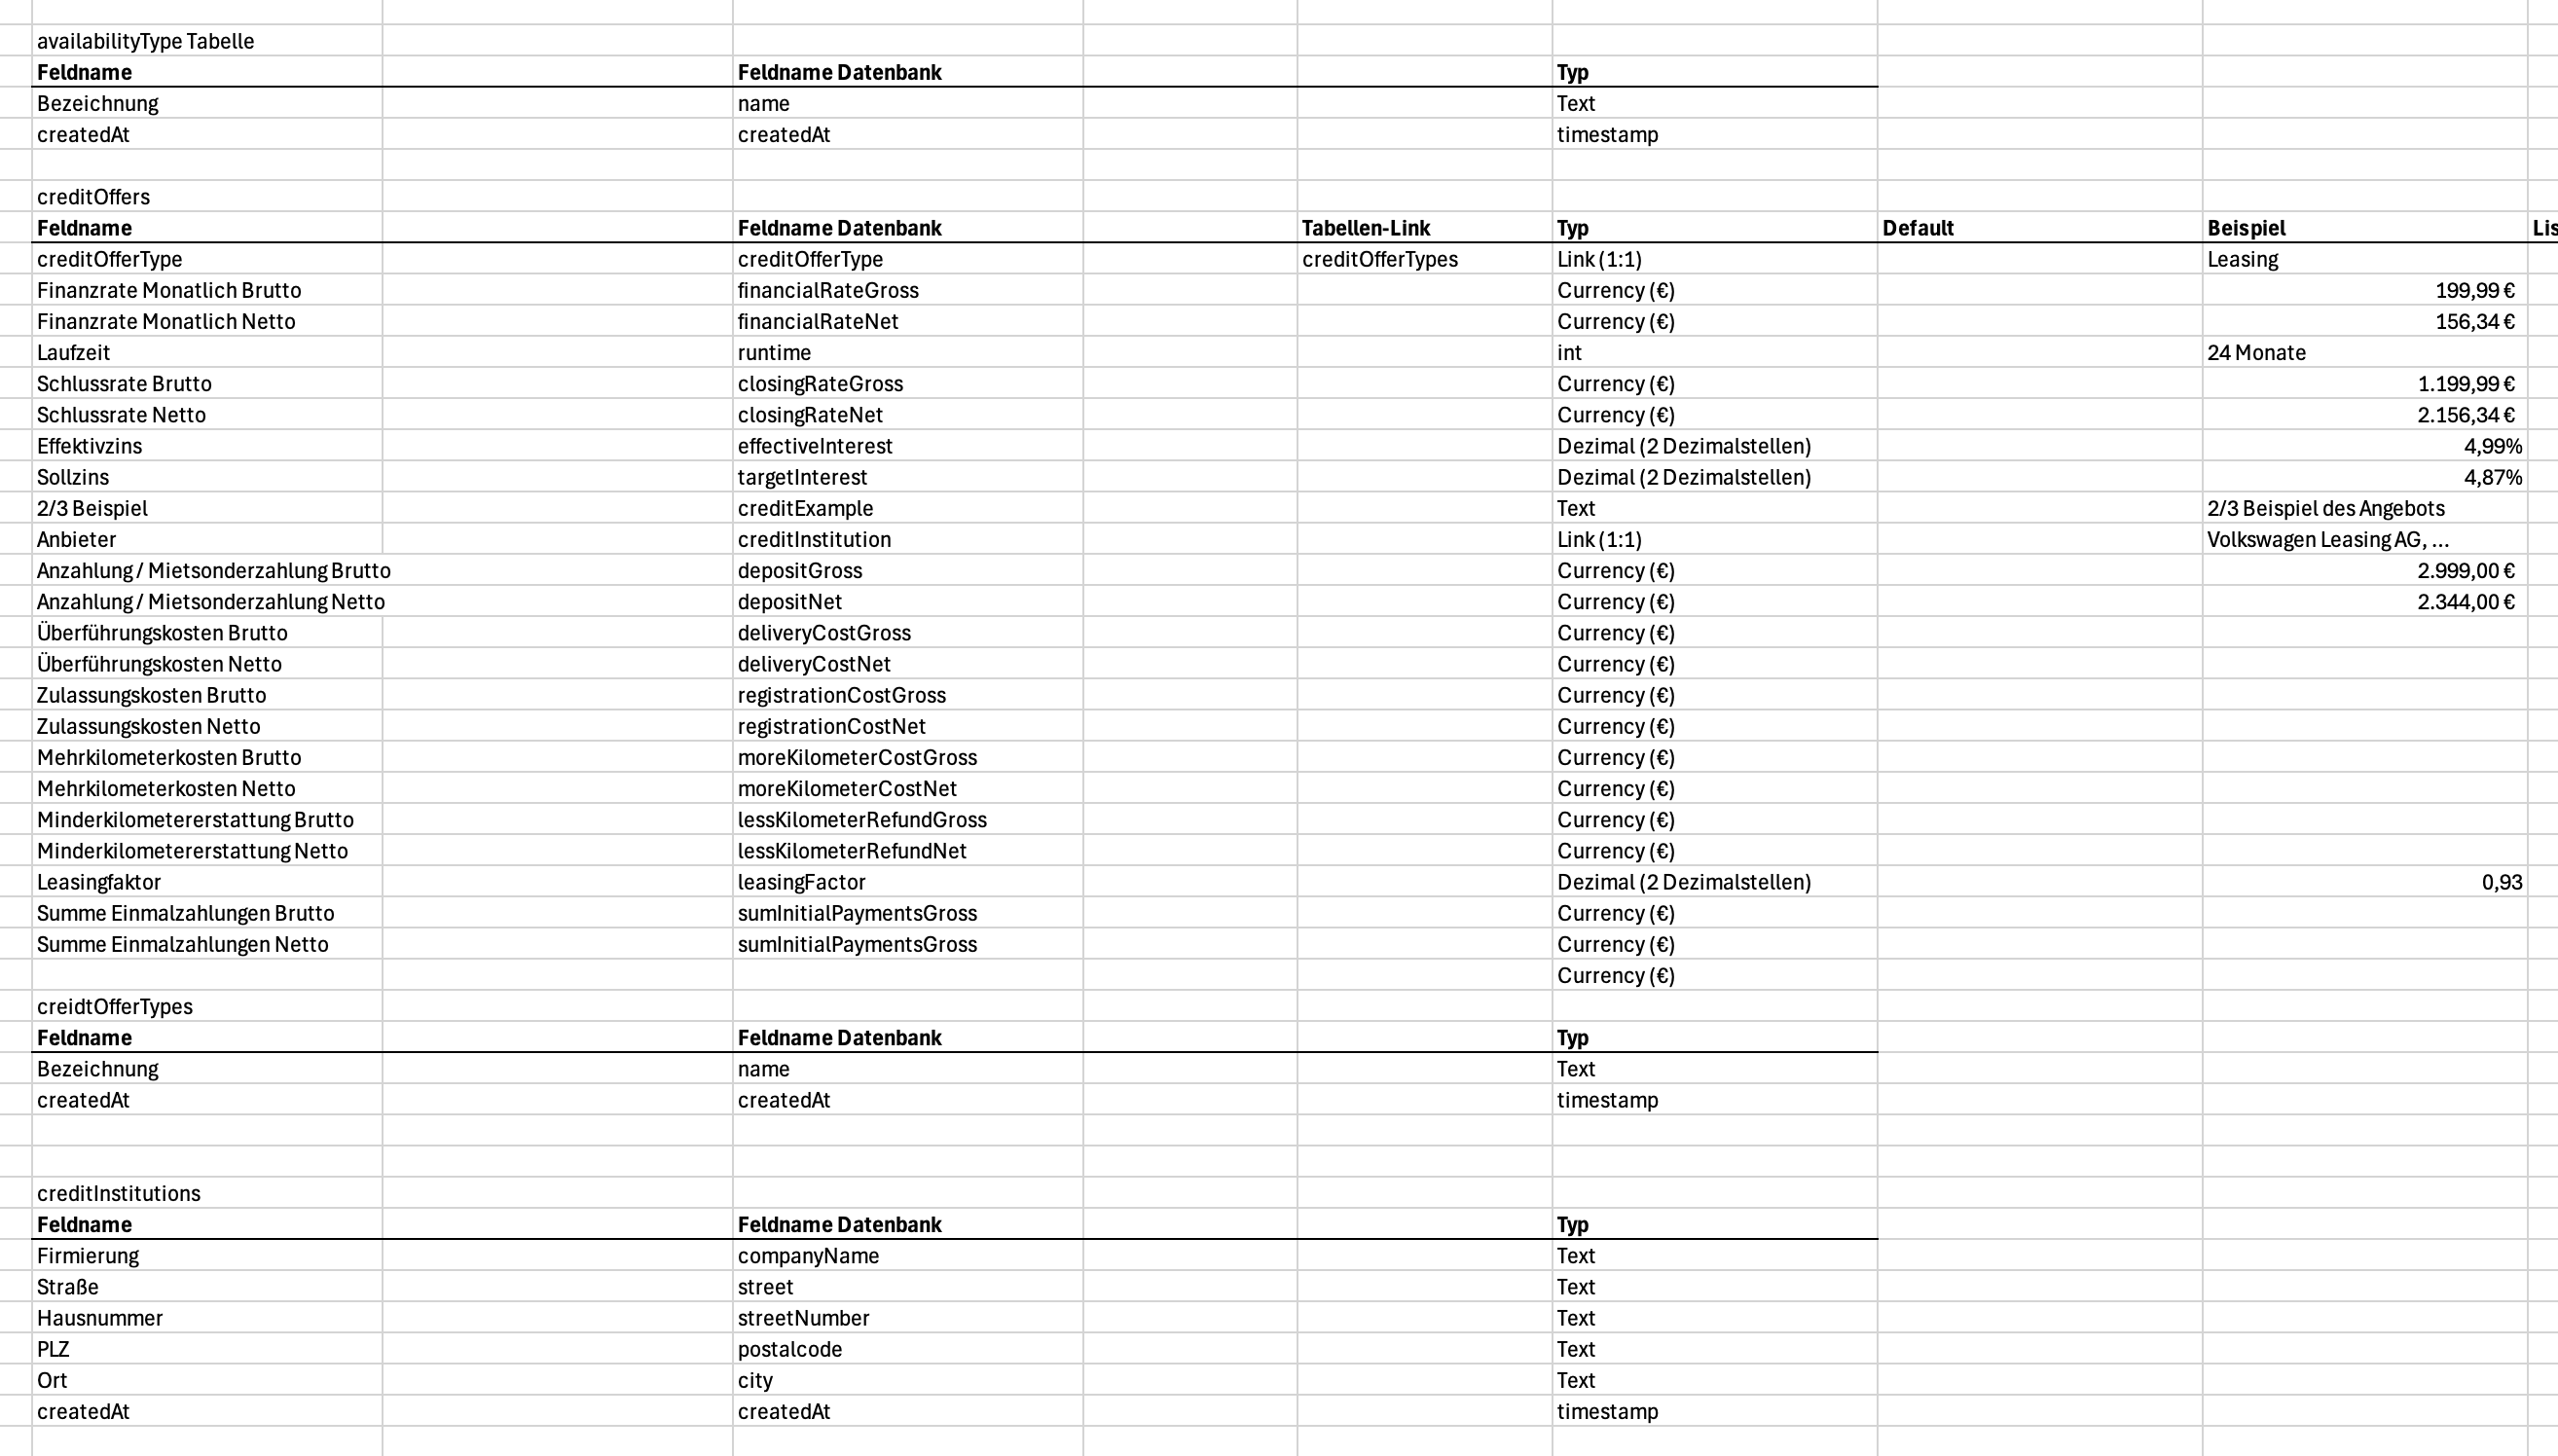 availabilityType Tabelle
Feldname Feldname Datenbank Typ
Bezeichnung name Text
createdAt createdAt timestamp
creditOffers
Feldname Feldname Datenbank Tabellen-Link Typ Default Beispiel Lis
creditOfferType creditOfferType creditOfferTypes Link (1:1) Leasing
Finanzrate Monatlich Brutto financialRateGross Currency (€) 199,99 €
Finanzrate Monatlich Netto financialRateNet Currency (€) 156,34 €
Laufzeit runtime int 24 Monate
Schlussrate Brutto closingRateGross Currency (€) 1.199,99 €
Schlussrate Netto closingRateNet Currency (€) 2.156,34 €
Effektivzins effectiveInterest Dezimal (2 Dezimalstellen) 4,99%
Sollzins targetInterest Dezimal (2 Dezimalstellen) 4,87%
2/3 Beispiel creditExample Text 2/3 Beispiel des Angebots
Anbieter creditInstitution Link (1:1) Volkswagen Leasing AG, ...
Anzahlung / Mietsonderzahlung Brutto depositGross Currency (€) 2.999,00 €
Anzahlung / Mietsonderzahlung Netto depositNet Currency (€) 2.344,00 €
Überführungskosten Brutto deliveryCostGross Currency (€)
Überführungskosten Netto deliveryCostNet Currency (€)
Zulassungskosten Brutto registrationCostGross Currency (€)
Zulassungskosten Netto registrationCostNet Currency (€)
Mehrkilometerkosten Brutto moreKilometerCostGross Currency (€)
Mehrkilometerkosten Netto moreKilometerCostNet Currency (€)
Minderkilometererstattung Brutto lessKilometerRefundGross Currency (€)
Minderkilometererstattung Netto lessKilometerRefundNet Currency (€)
Leasingfaktor leasingFactor Dezimal (2 Dezimalstellen) 0,93
Summe Einmalzahlungen Brutto sumInitialPaymentsGross Currency (€)
Summe Einmalzahlungen Netto sumInitialPaymentsGross Currency (€)
Currency (€)
creidtOfferTypes
Feldname Feldname Datenbank Typ
Bezeichnung name Text
createdAt createdAt timestamp
creditInstitutions
Feldname Feldname Datenbank Typ
Firmierung companyName Text
Straße street Text
Hausnummer streetNumber Text
PLZ postalcode Text
Ort city Text
createdAt createdAt timestamp